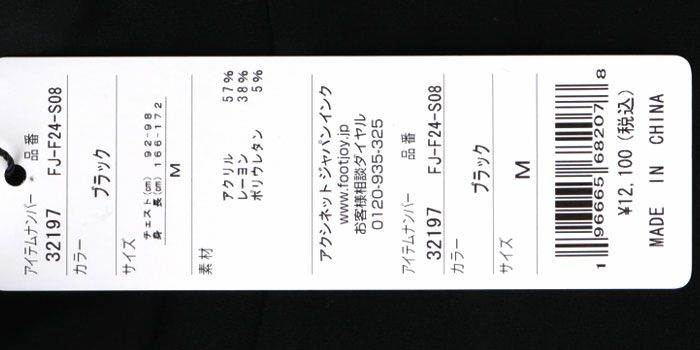 アイテムナンバー 品番
32197 FJ-F24-S08
カラー
ブラック
サイズ
チェスト(cm) 92-98
身長(cm) 166-172
M
素材
アクリル 57%
レーヨン 38%
ポリウレタン 5%
アクシネットジャパンインク
www.footjoy.jp
お客様相談ダイヤル
0120-935-325
アイテムナンバー 品番
32197 FJ-F24-S08
カラー
ブラック
サイズ
M
1 96665 68207 8
¥12,100(税込)
MADE IN CHINA